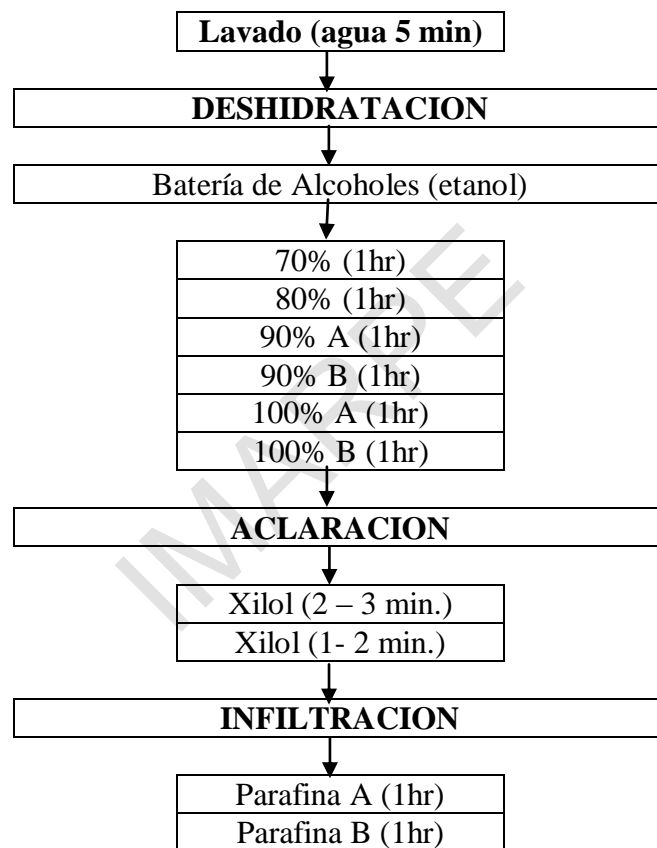 Lavado (agua 5 min)
DESHIDRATACION
Batería de Alcoholes (etanol)
70% (1hr)
80% (1hr)
90% A (1hr)
90% B (1hr)
100% A (1hr)
100% B (1hr)
ACLARACION
Xilol (2 – 3 min.)
Xilol (1- 2 min.)
INFILTRACION
Parafina A (1hr)
Parafina B (1hr)
IMARPE